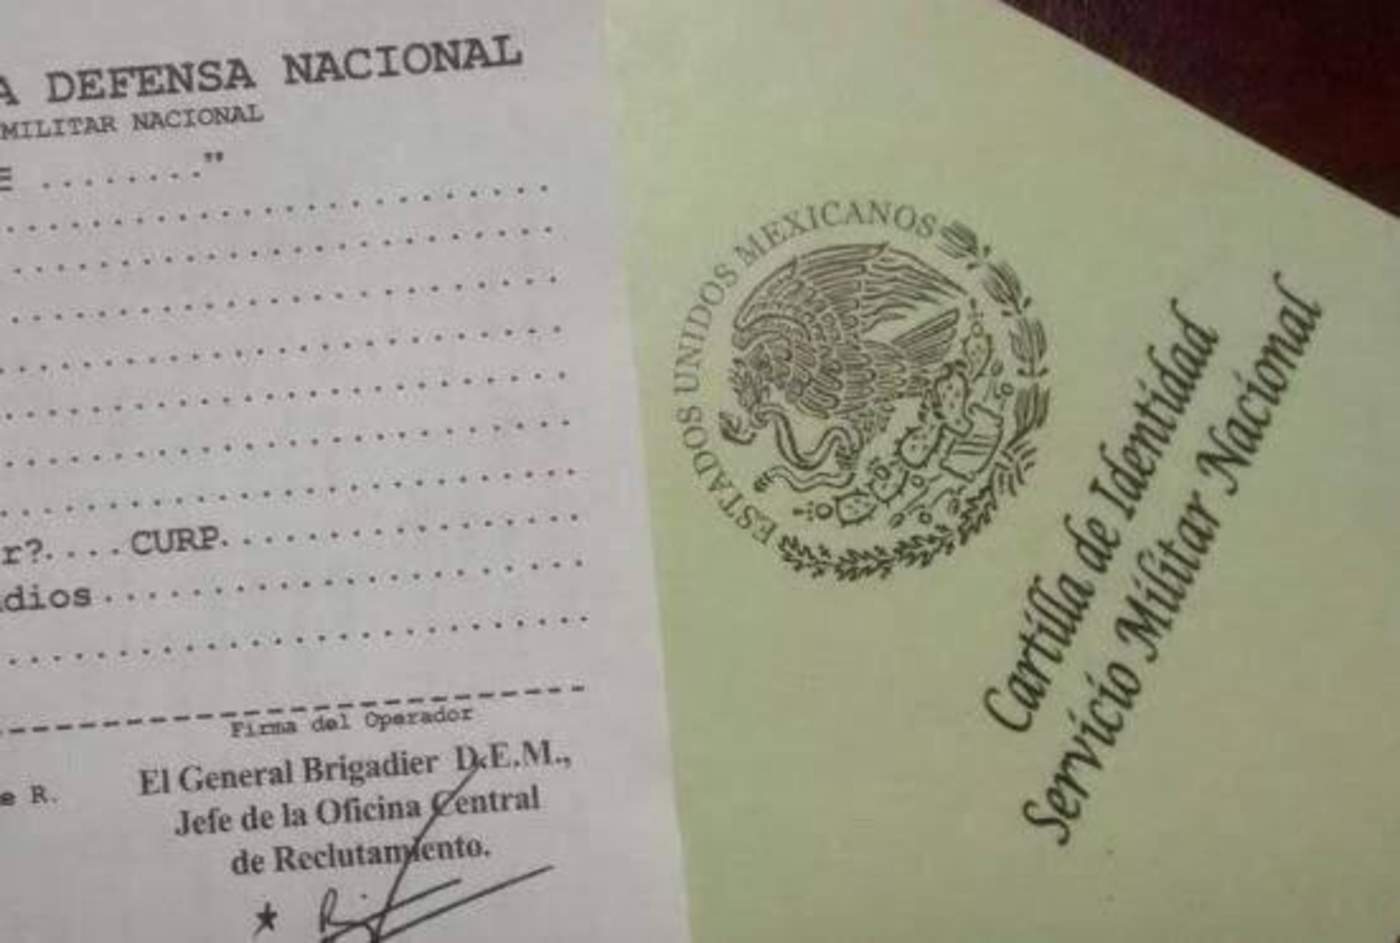 A DEFENSA NACIONAL
MILITAR NACIONAL
E ........"
r?....CURP.
dios
Firma del Operador
e R.
El General Brigadier D.E.M.,
Jefe de la Oficina Central
de Reclutamiento.
ESTADOS UNIDOS MEXICANOS
Cartilla de Identidad
Servicio Militar Nacional